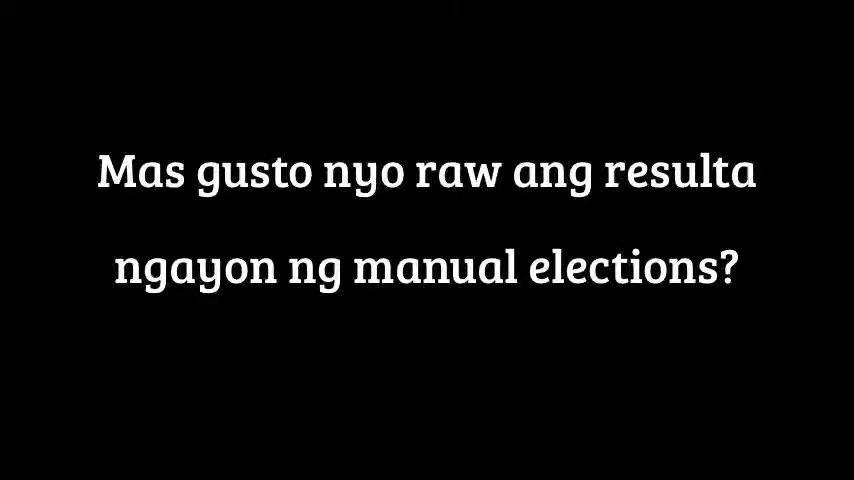 Mas gusto nyo raw ang resulta
ngayon ng manual elections?